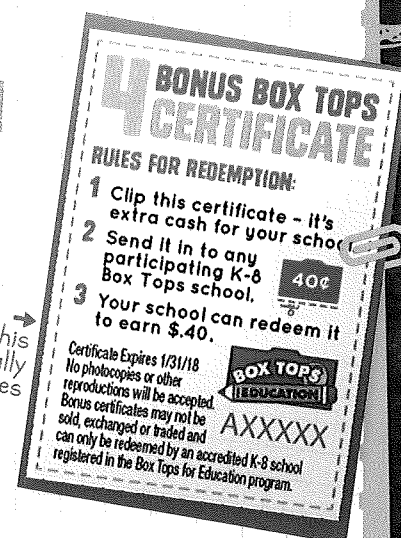 4 BONUS BOX TOPS
CERTIFICATE
RULES FOR REDEMPTION:
1 Clip this certificate - it's
extra cash for your
2 Send it in to any
participating K-8
Box Tops school.
40¢
3 Your school can redeem it
to earn $.40.
Certificate Expires 1/31/18
No photocopies or other
reproductions will be accepted.
Bonus certificates may not be
sold, exchanged or traded and
can only be redeemed by an accredited K-8 school
registered in the Box Tops for Education program.
BOX TOPS
EDUCATION
AXXXXX